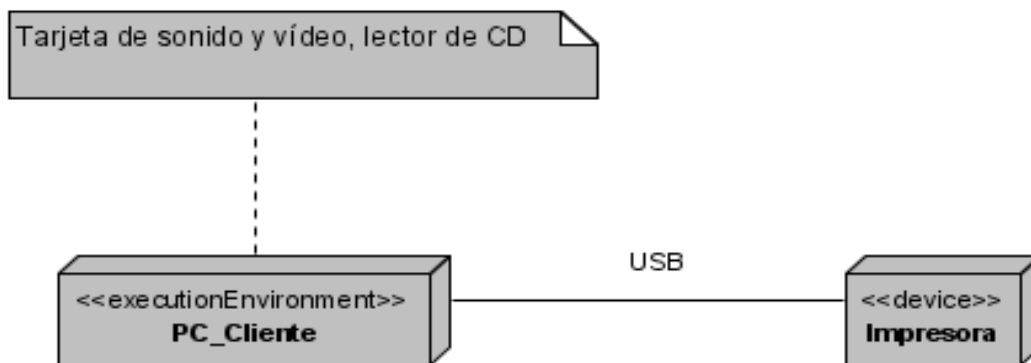 Tarjeta de sonido y vídeo, lector de CD
USB
<<executionEnvironment>>
PC_Cliente
<<device>>
Impresora